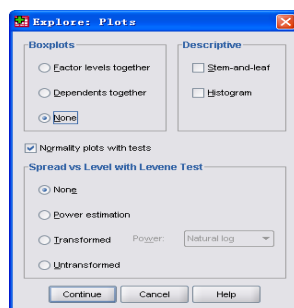 Explore: Plots
Boxplots
Factor levels together
Dependents together
None
Descriptive
Stem-and-leaf
Histogram
Normality plots with tests
Spread vs Level with Levene Test
None
Power estimation
Transformed Power: Natural log
Untransformed
Continue Cancel Help